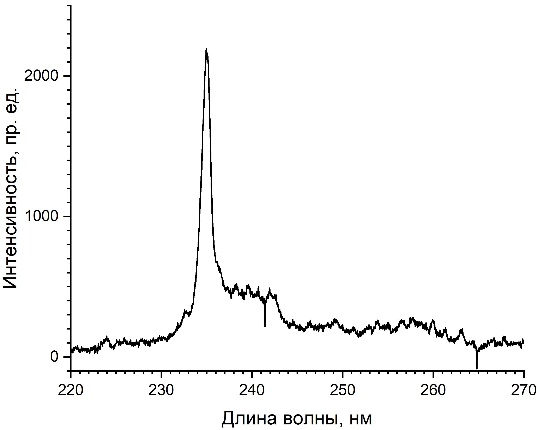 Интенсивность, пр. ед.
2000
1000
0
220 230 240 250 260 270
Длина волны, нм